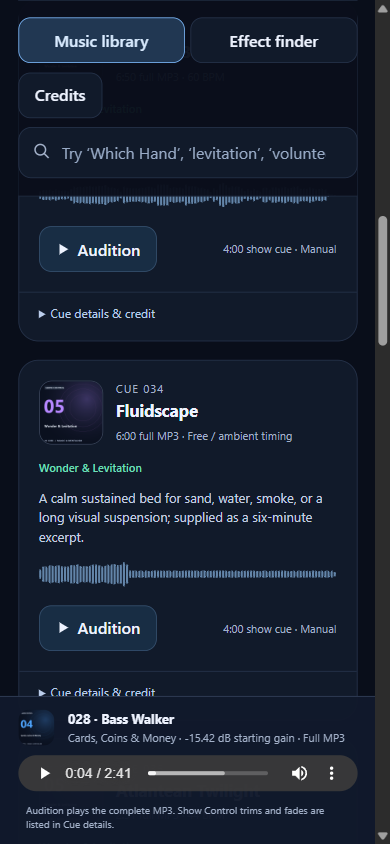 Music library
Effect finder
Credits
Try ‘Which Hand’, ‘levitation’, ‘volunte
Audition
4:00 show cue · Manual
Cue details & credit
05
Wonder & Levitation
CUE 034
Fluidscape
6:00 full MP3 · Free / ambient timing
Wonder & Levitation
A calm sustained bed for sand, water, smoke, or a
long visual suspension; supplied as a six-minute
excerpt.
Audition
4:00 show cue · Manual
Cue details & credit
04
028 · Bass Walker
Cards, Coins & Money · -15.42 dB starting gain · Full MP3
0:04 / 2:41
Atlantean Twilight
Audition plays the complete MP3. Show Control trims and fades are
listed in Cue details.